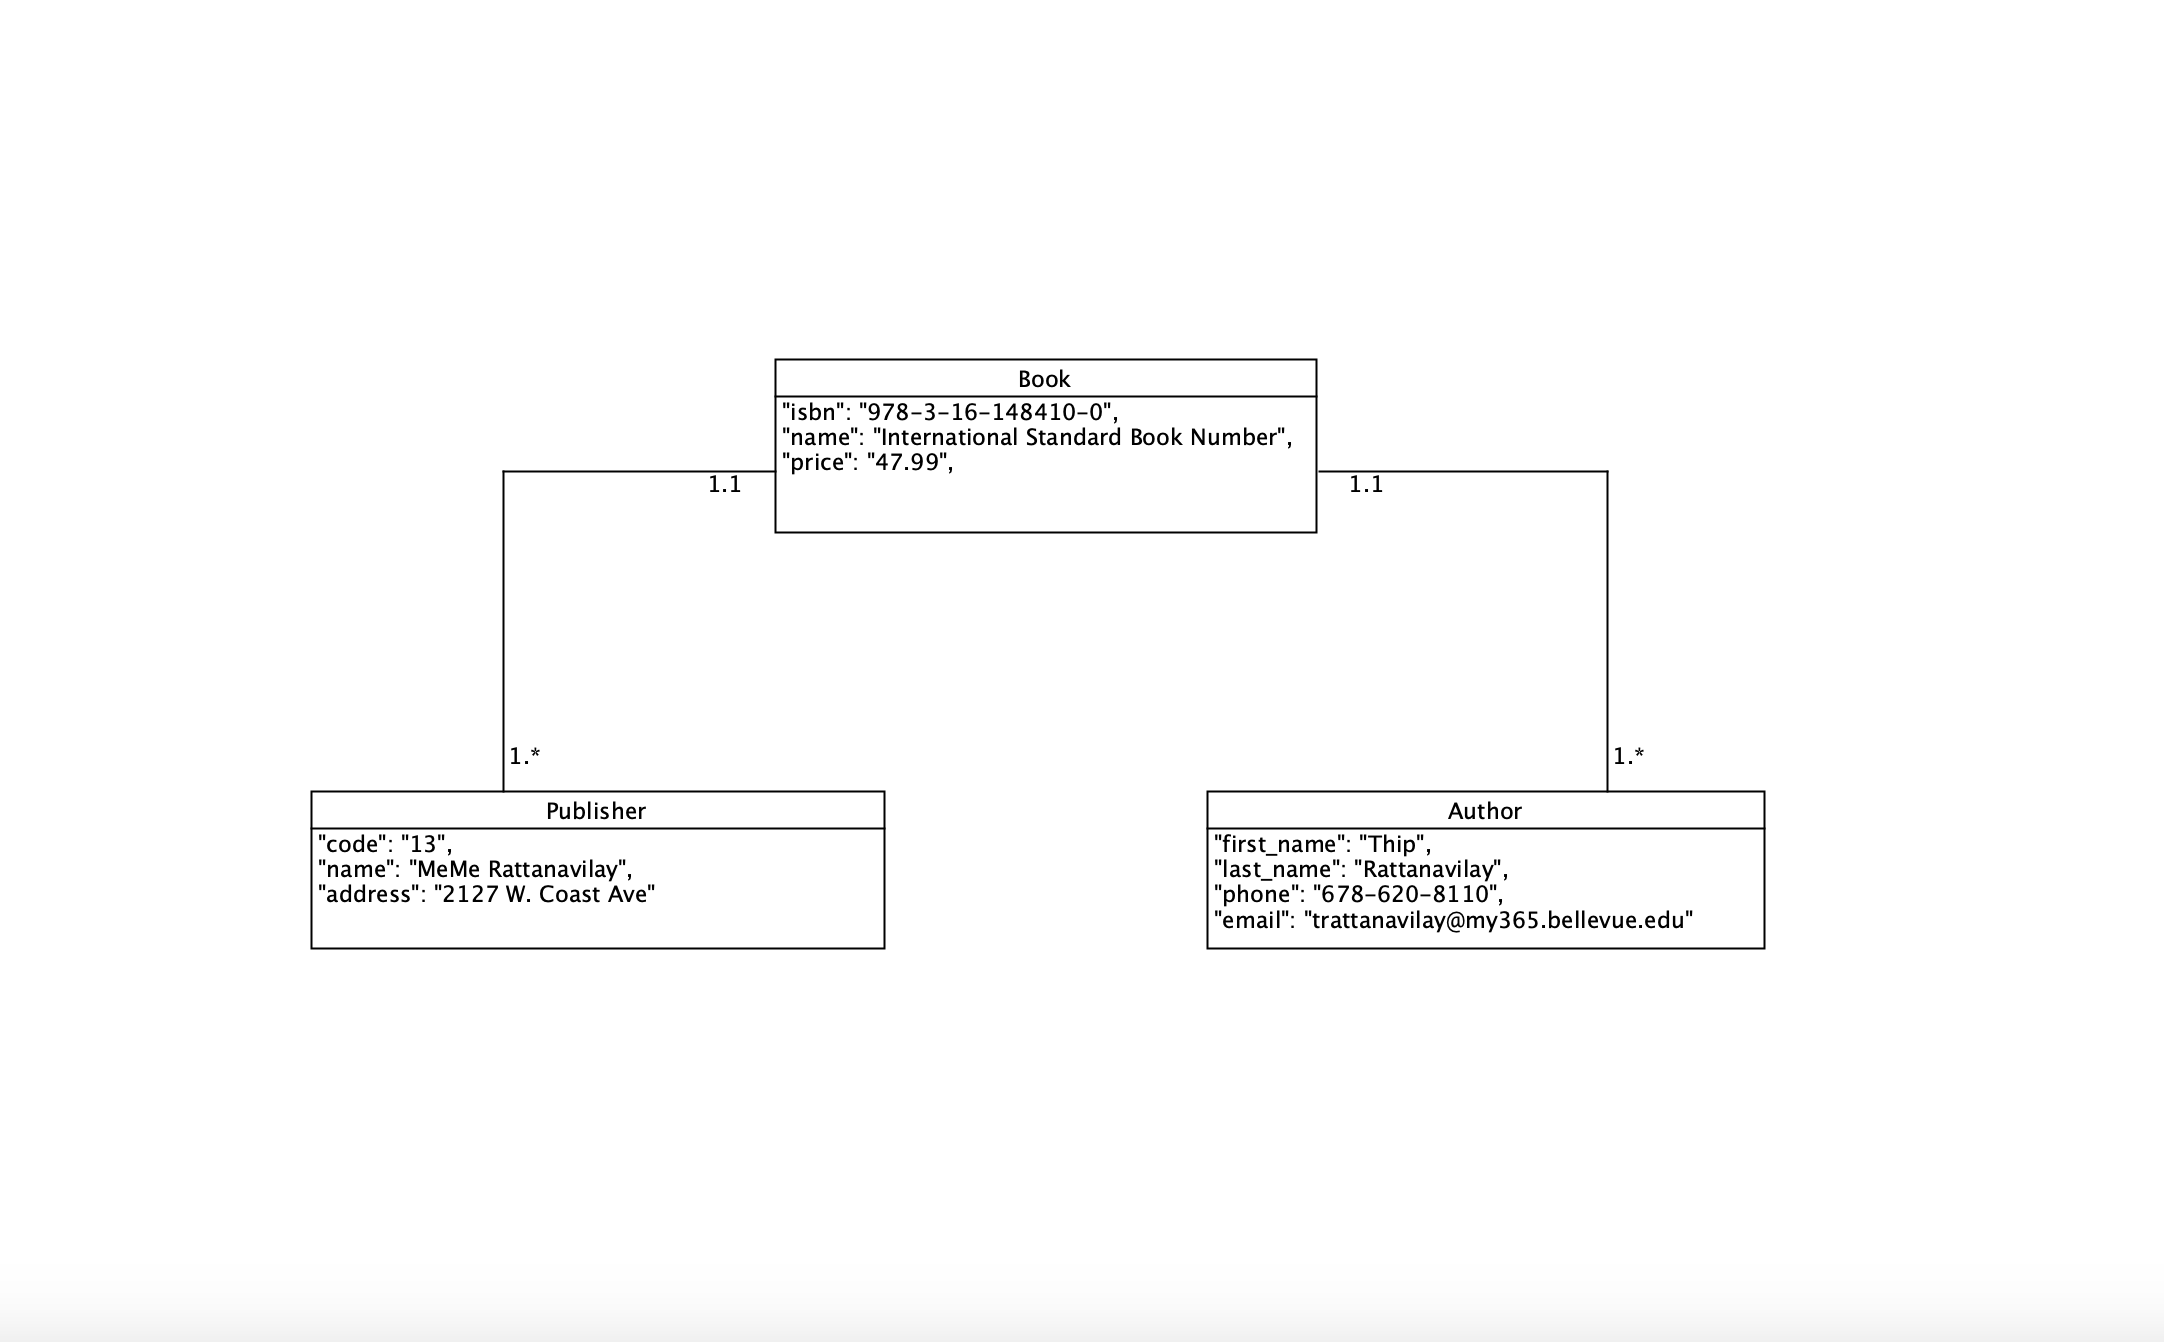 Book
"isbn": "978-3-16-148410-0",
"name": "International Standard Book Number",
"price": "47.99",
1.1
1.1
1.*
1.*
Publisher
"code": "13",
"name": "MeMe Rattanavilay",
"address": "2127 W. Coast Ave"
Author
"first_name": "Thip",
"last_name": "Rattanavilay",
"phone": "678-620-8110",
"email": "trattanavilay@my365.bellevue.edu"